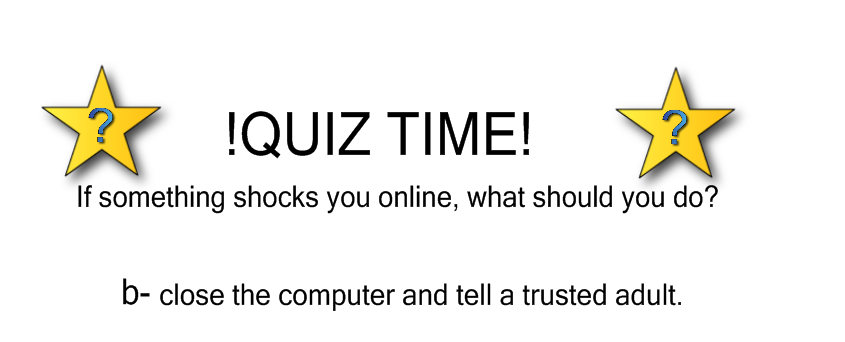 ? !QUIZ TIME! ?
If something shocks you online, what should you do?
b- close the computer and tell a trusted adult.